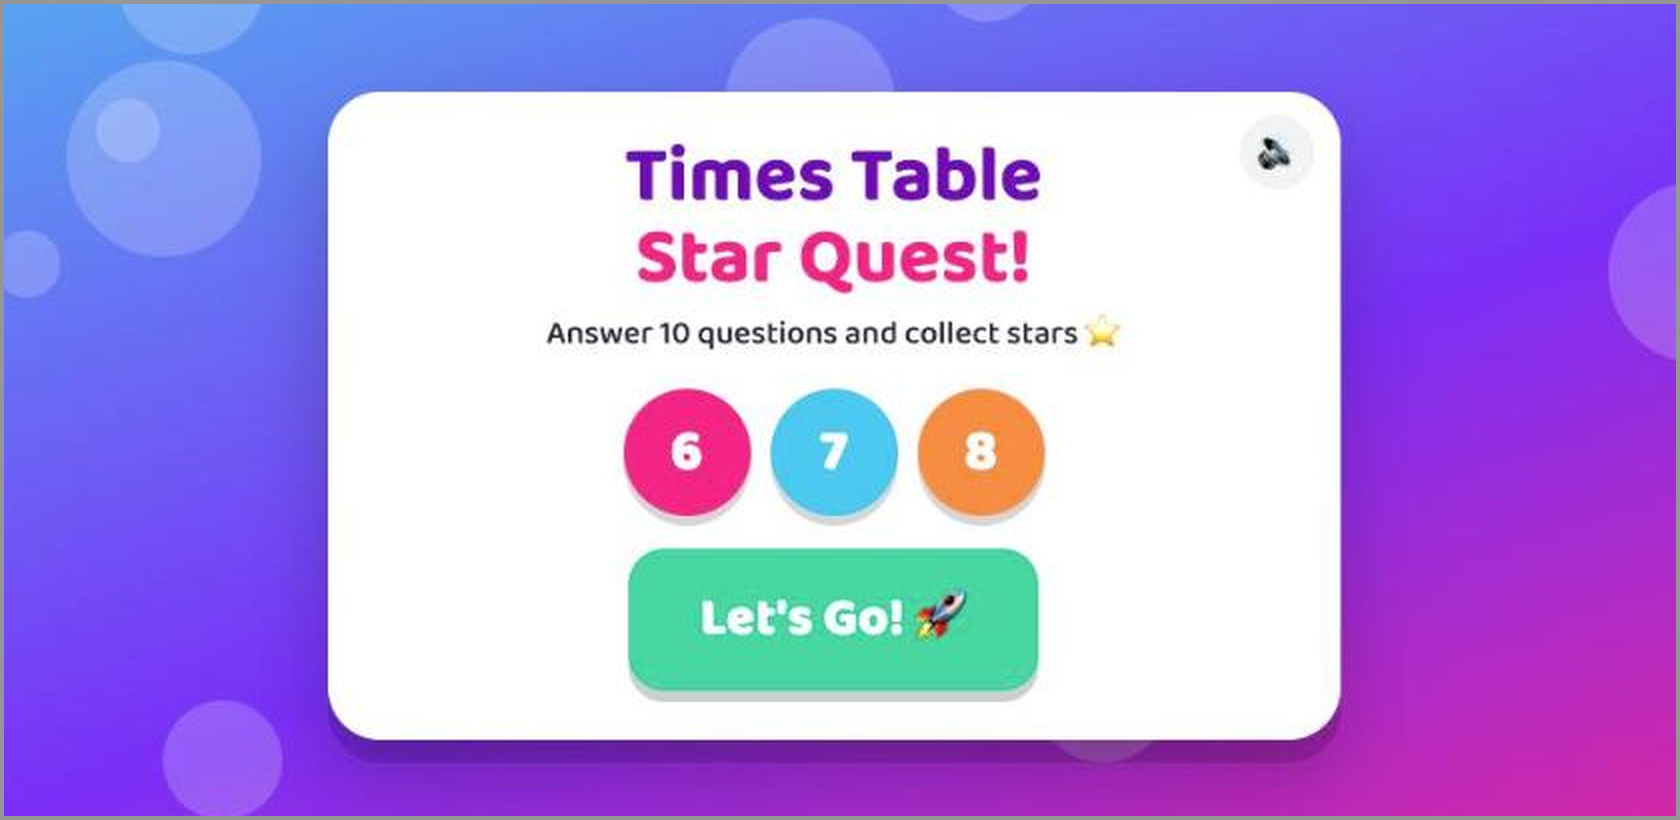 Times Table
Star Quest!
Answer 10 questions and collect stars ⭐
6 7 8
Let's Go! 🚀